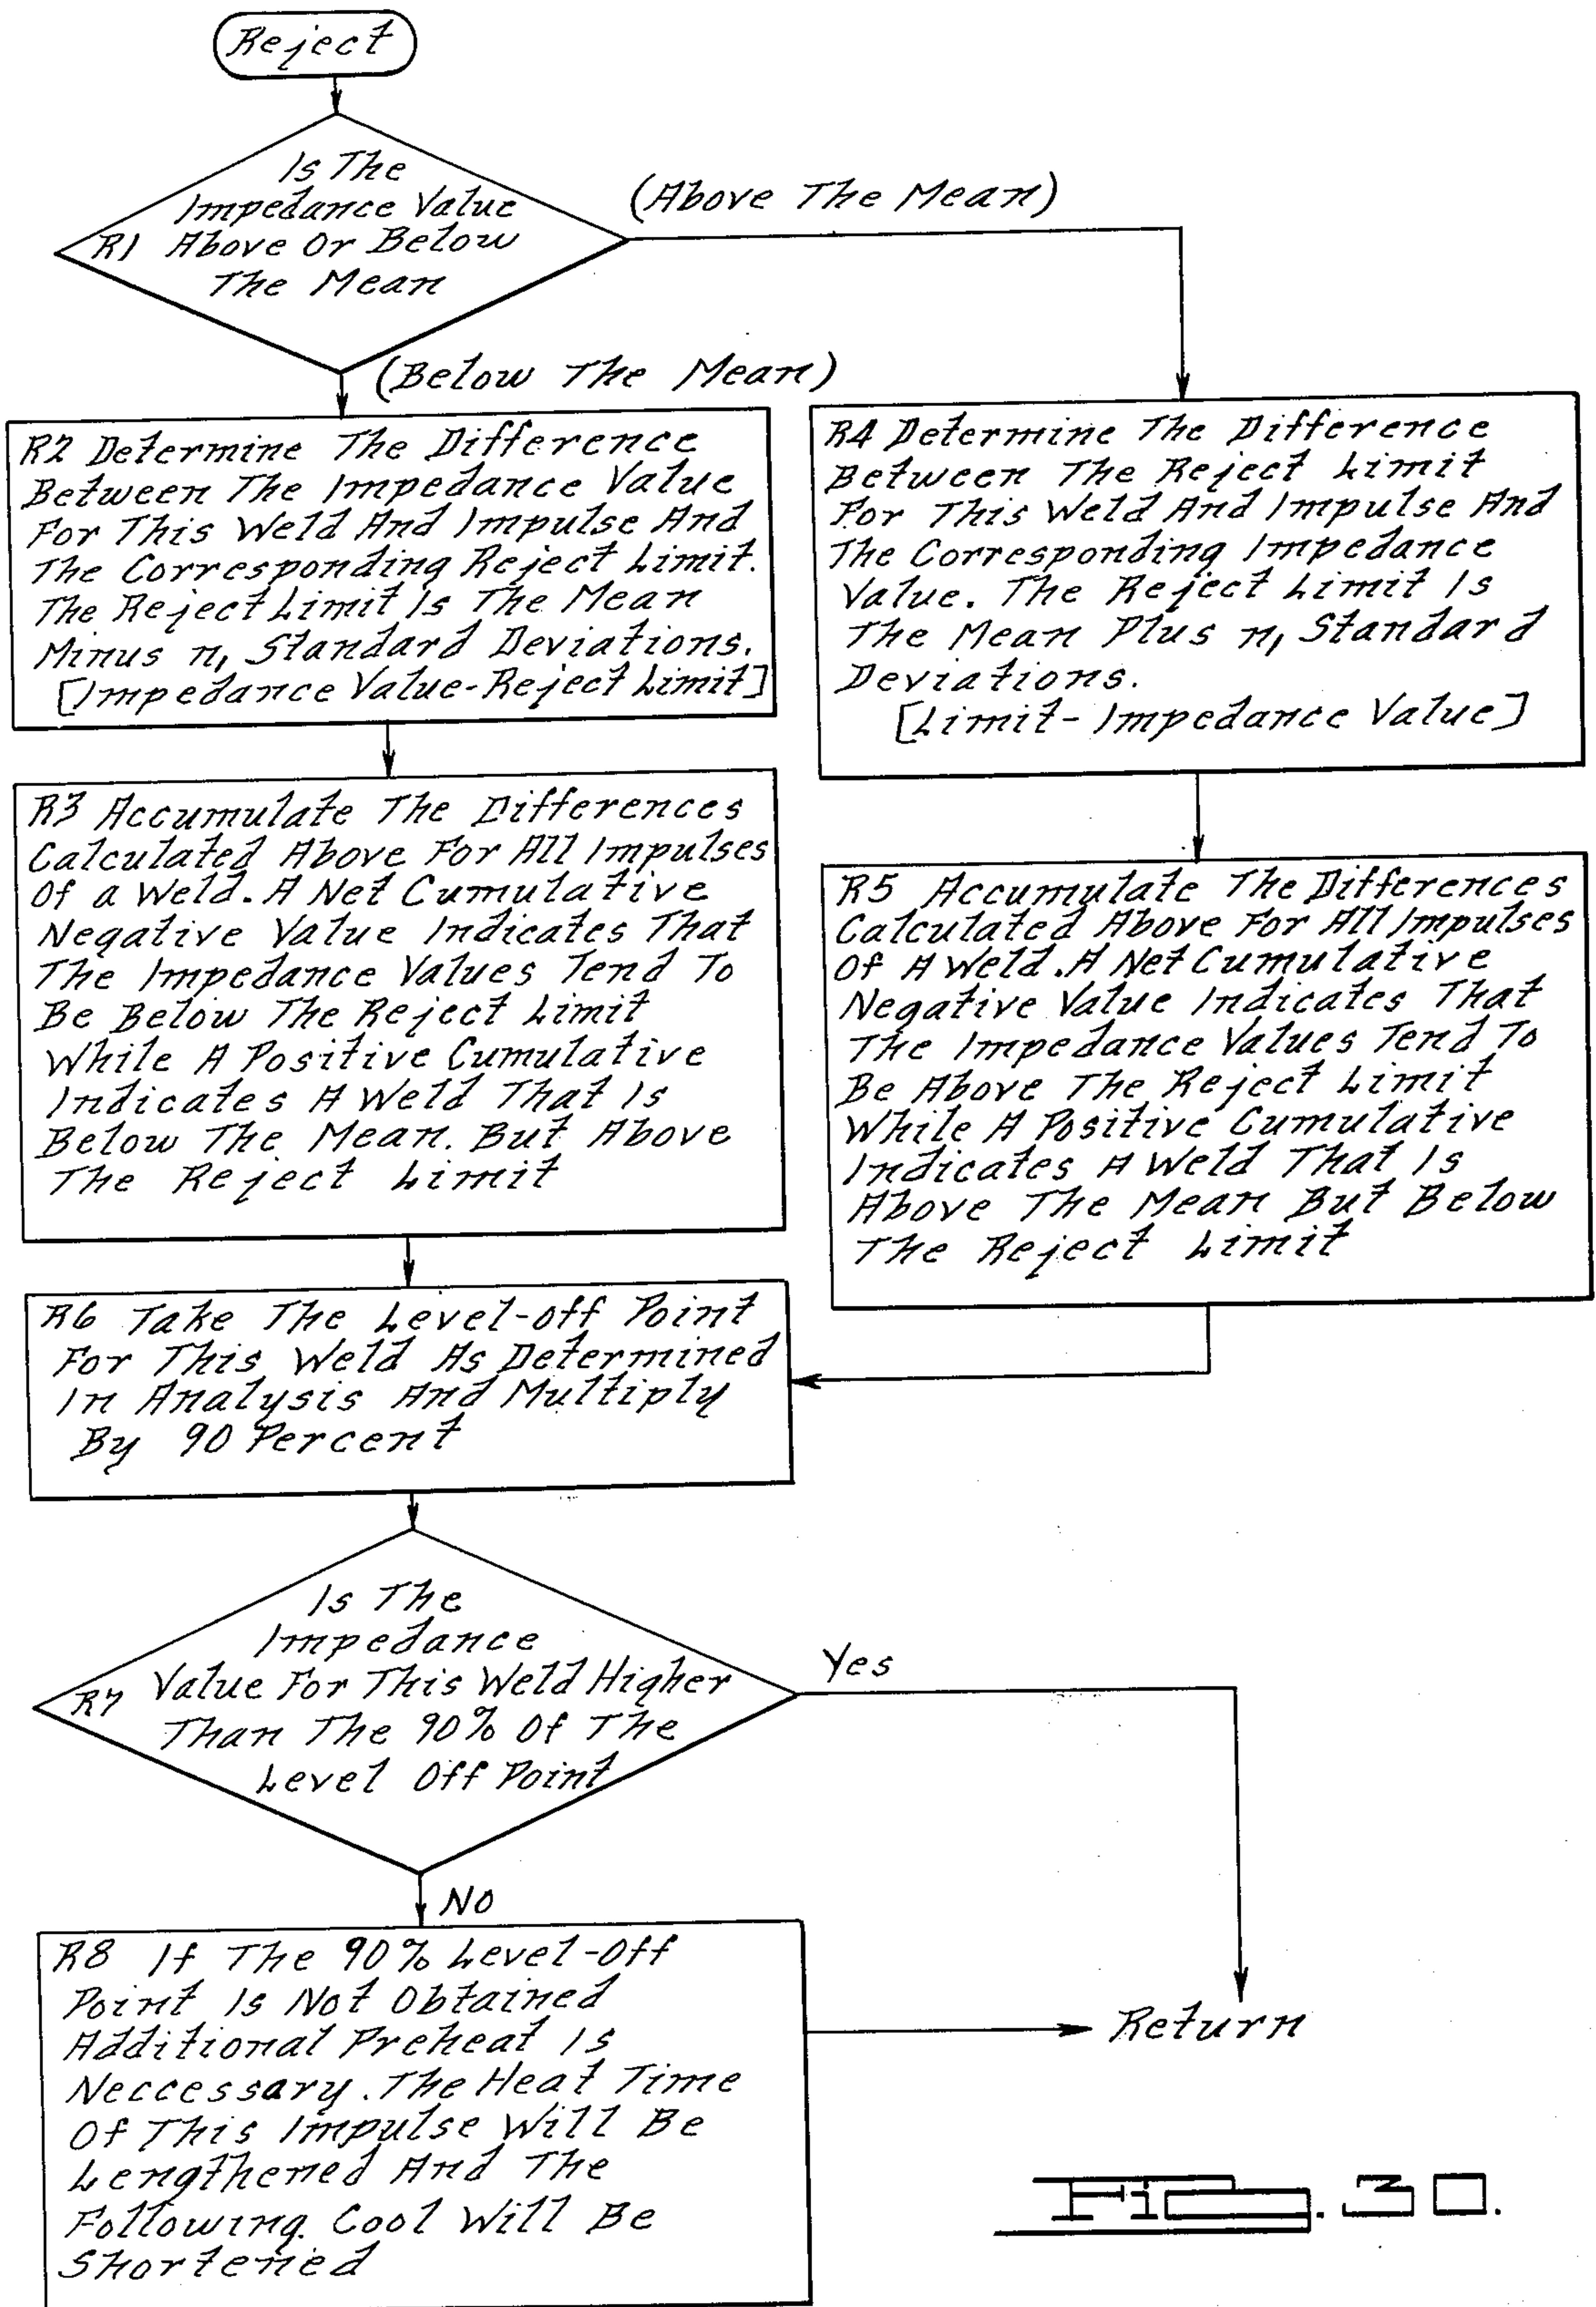 Reject
Is The
Impedance Value
R1 Above Or Below
The Mean
(Above The Mean)
(Below The Mean)
R2 Determine The Difference
Between The Impedance Value
For This Weld And Impulse And
The Corresponding Reject Limit.
The Reject Limit Is The Mean
Minus n, Standard Deviations.
[Impedance Value-Reject Limit]
R4 Determine The Difference
Between The Reject Limit
For This Weld And Impulse And
The Corresponding Impedance
Value. The Reject Limit Is
The Mean Plus n, Standard
Deviations.
[Limit- Impedance Value]
R3 Accumulate The Differences
Calculated Above For All Impulses
Of a Weld. A Net Cumulative
Negative Value Indicates That
The Impedance Values Tend To
Be Below The Reject Limit
While A Positive Cumulative
Indicates A Weld That Is
Below The Mean. But Above
The Reject Limit
R5 Accumulate The Differences
Calculated Above For All Impulses
Of A Weld. A Net Cumulative
Negative Value Indicates That
The Impedance Values Tend To
Be Above The Reject Limit
While A Positive Cumulative
Indicates A Weld That Is
Above The Mean But Below
The Reject Limit
R6 Take The Level-off Point
For This Weld As Determined
In Analysis And Multiply
By 90 Percent
Is The
Impedance
Value For This Weld Higher
R7
Than The 90% Of The
Level Off Point
Yes
No
R8 If The 90% Level-Off
Point Is Not Obtained
Additional Preheat Is
Neccessary. The Heat Time
Of This Impulse Will Be
Lengthened And The
Following. Cool Will Be
Shortened
Return
FIG. 30.